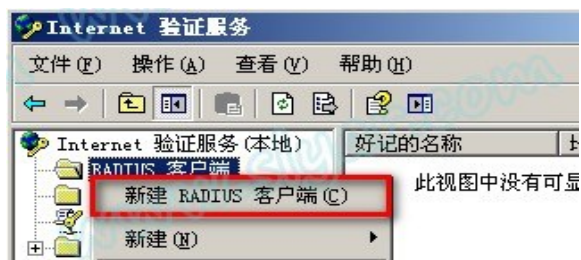 Internet 验证服务
文件(F) 操作(A) 查看(V) 帮助(H)
Internet 验证服务(本地)
好记的名称
RADIUS 客户端
新建 RADIUS 客户端(C)
此视图中没有可显
新建(N)